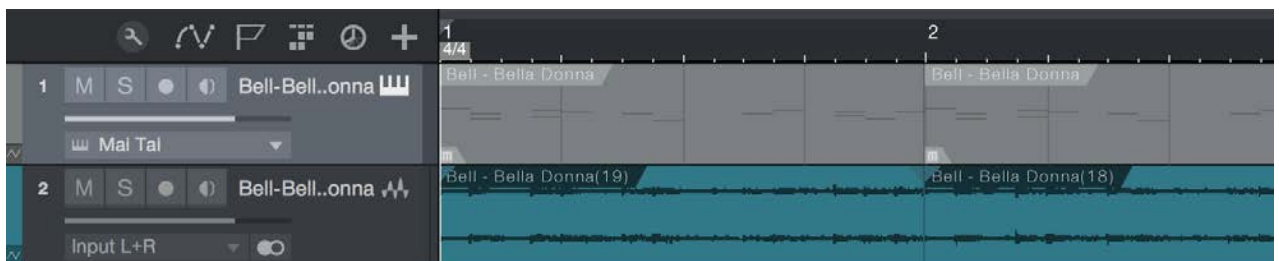 1 2
4/4
1 M S Bell-Bell..onna Bell - Bella Donna Bell - Bella Donna
Mai Tai
m m
2 M S Bell-Bell..onna Bell - Bella Donna(19) Bell - Bella Donna(18)
Input L+R